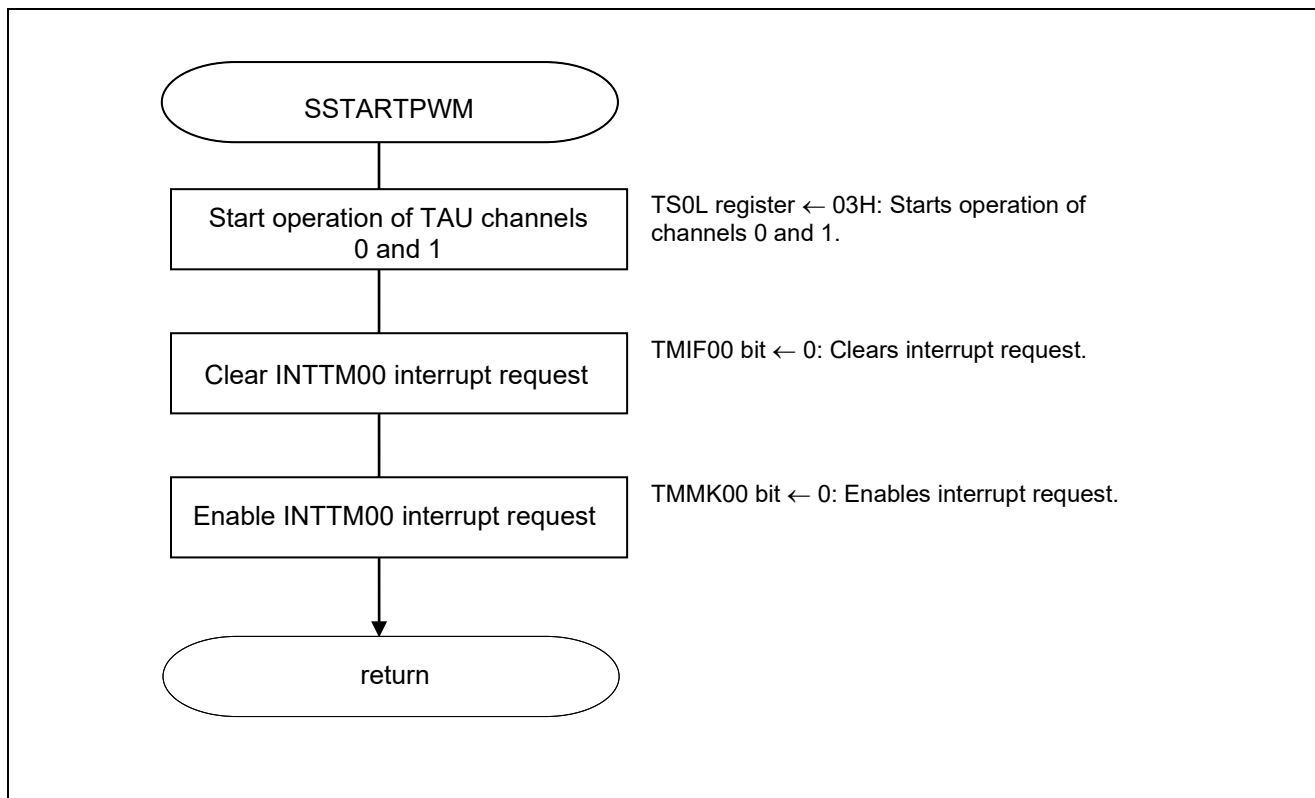 SSTARTPWM
Start operation of TAU channels
0 and 1
TS0L register ← 03H: Starts operation of
channels 0 and 1.
Clear INTTM00 interrupt request
TMIF00 bit ← 0: Clears interrupt request.
Enable INTTM00 interrupt request
TMMK00 bit ← 0: Enables interrupt request.
return